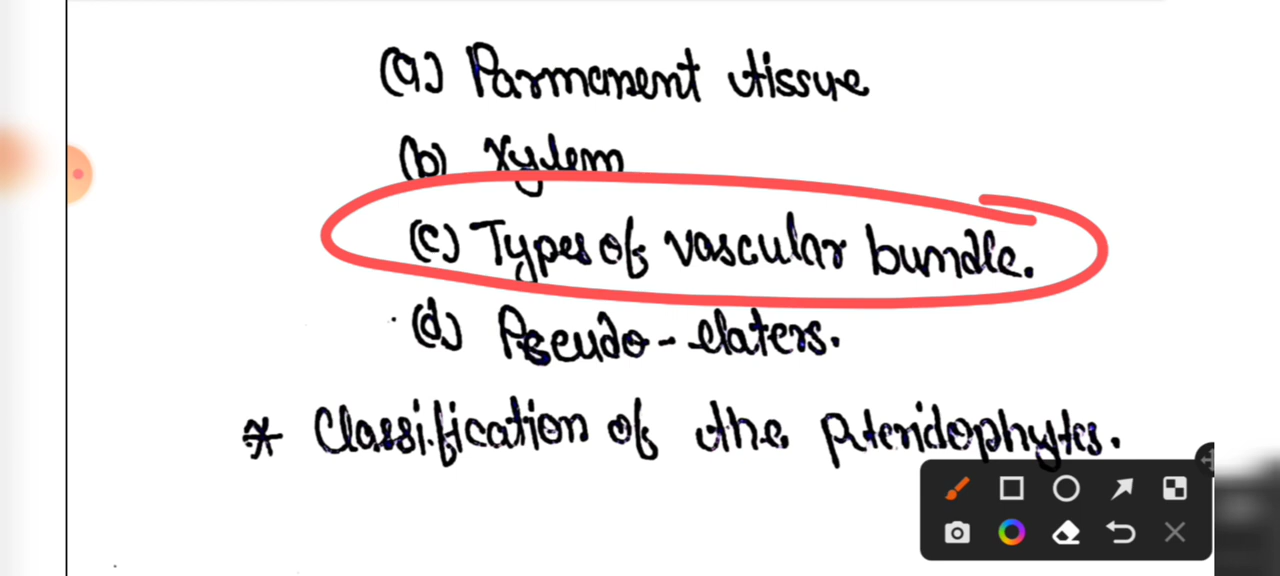 (a) Parmanent tissue
(b) Xylem
(c) Types of vascular bundle.
(d) Pseudo-elaters.
* Classification of the pteridophytes.